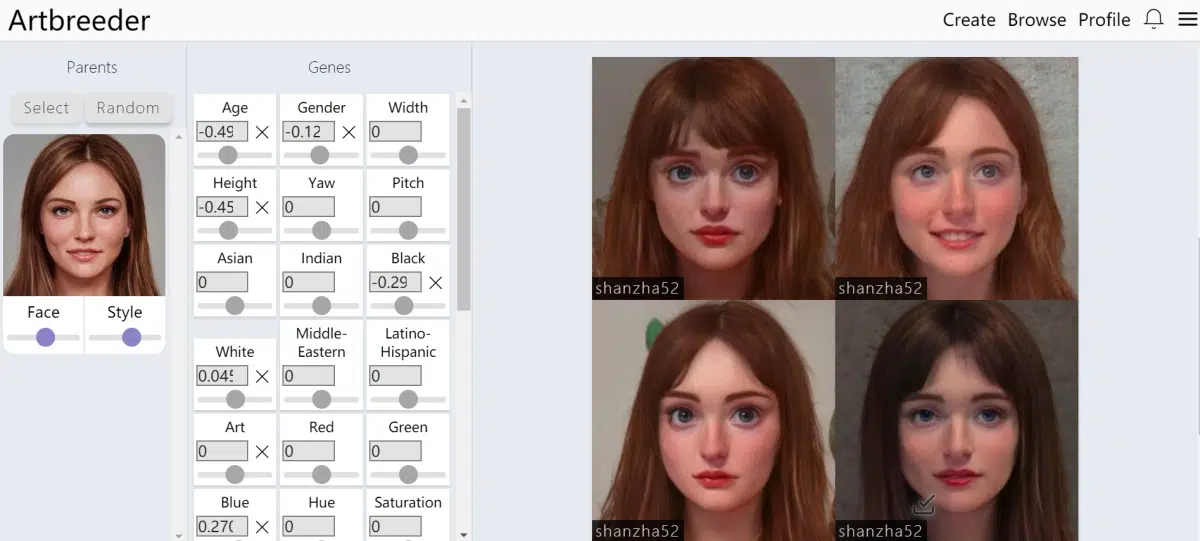 Artbreeder
Create Browse Profile
Parents
Select Random
Face Style
Genes
Age Gender Width
-0.49 -0.12 0
Height Yaw Pitch
-0.45 0 0
Asian Indian Black
0 0 -0.29
White Middle-Eastern Latino-Hispanic
0.045 0 0
Art Red Green
0 0 0
Blue Hue Saturation
0.270 0 0
shanzha52
shanzha52
shanzha52
shanzha52